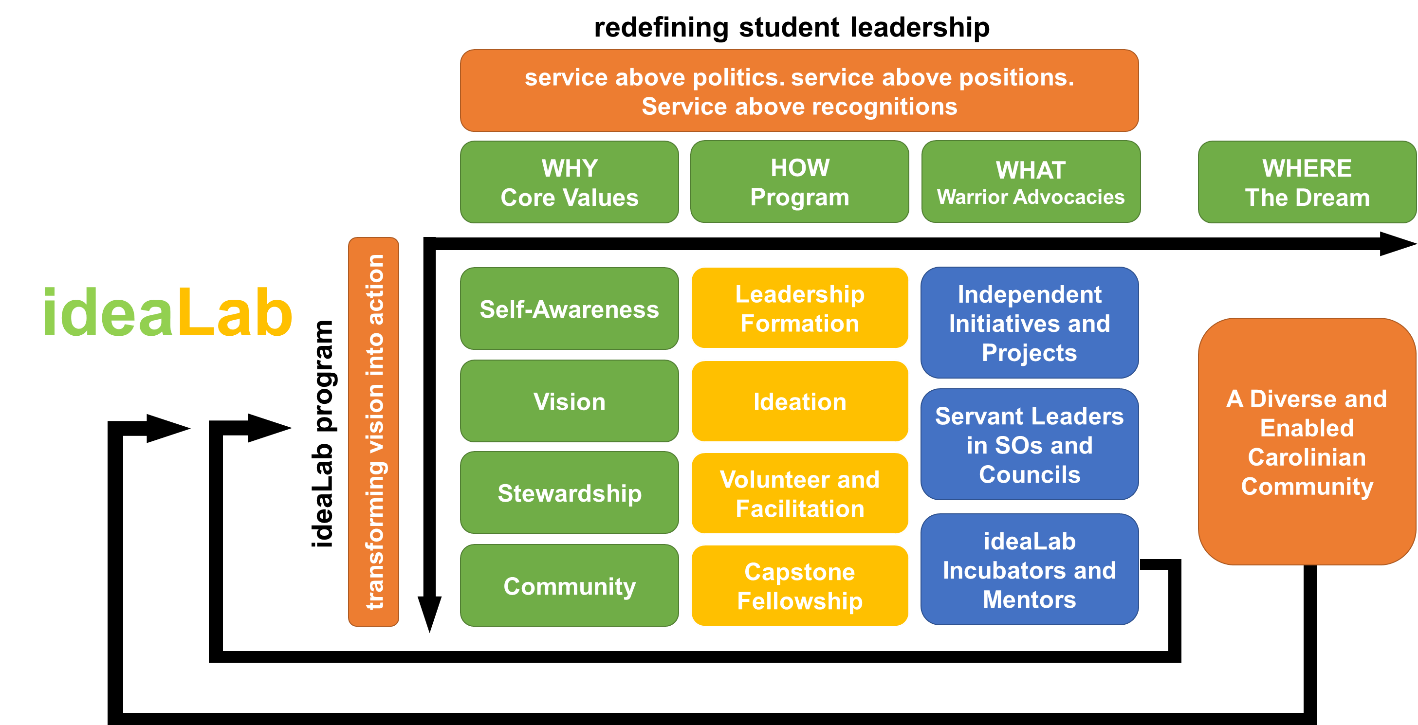 redefining student leadership
service above politics. service above positions.
Service above recognitions
WHY
Core Values
HOW
Program
WHAT
Warrior Advocacies
WHERE
The Dream
ideaLab
ideaLab program
transforming vision into action
Self-Awareness
Vision
Stewardship
Community
Leadership
Formation
Ideation
Volunteer and
Facilitation
Capstone
Fellowship
Independent
Initiatives and
Projects
Servant Leaders
in SOs and
Councils
ideaLab
Incubators and
Mentors
A Diverse and
Enabled
Carolinian
Community